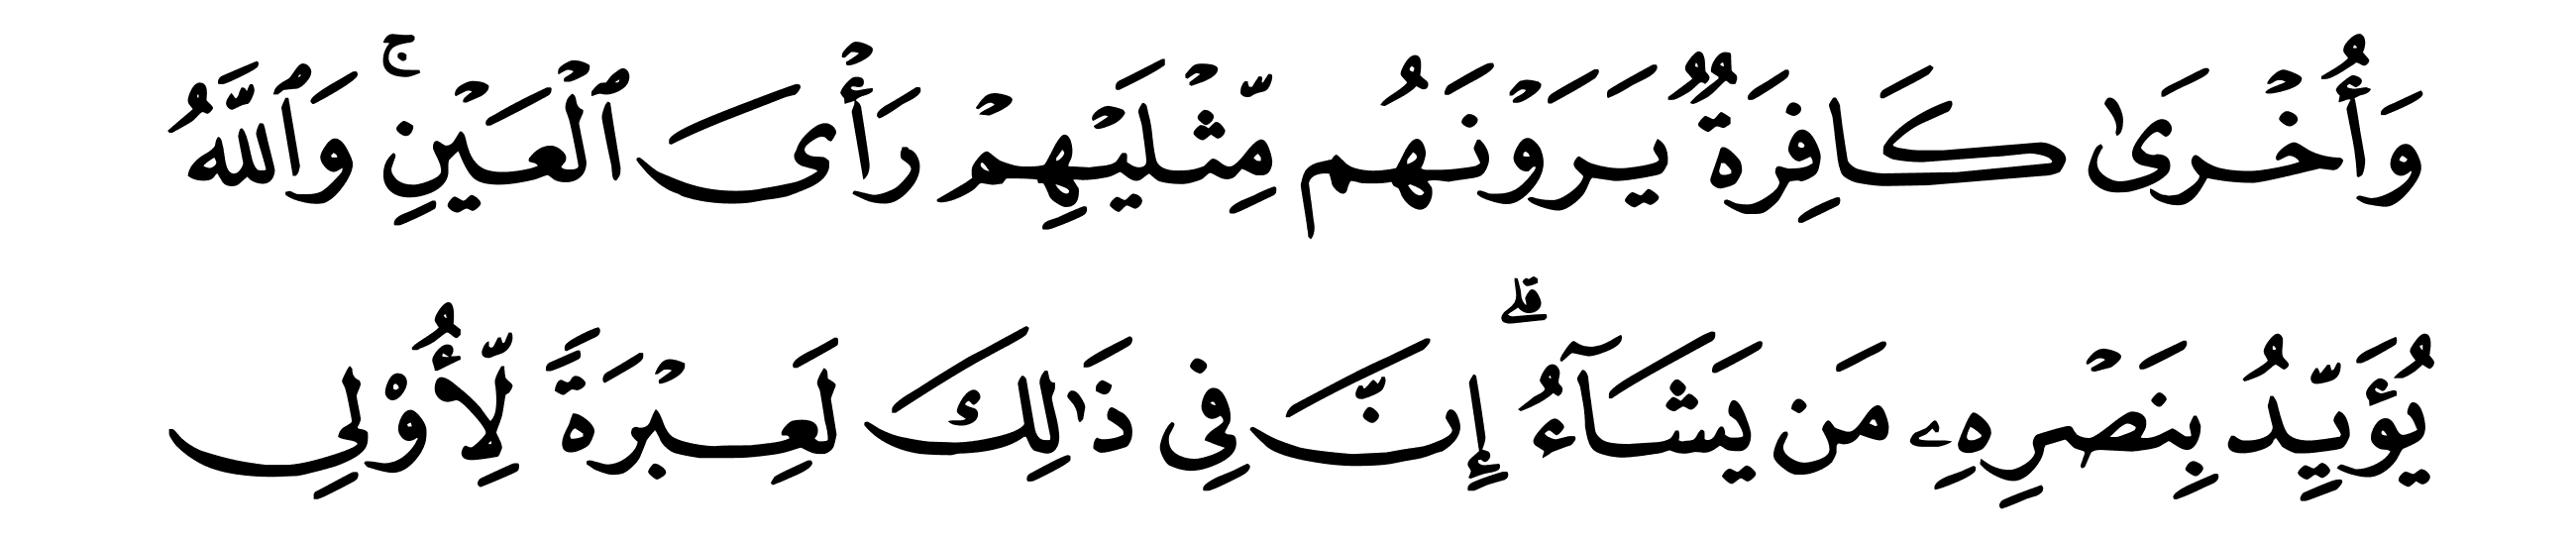 وَأُخْرَىٰ كَافِرَةٌ يَرَوْنَهُم مِّثْلَيْهِمْ رَأْىَ ٱلْعَيْنِ ۚ وَٱللَّهُ
يُؤَيِّدُ بِنَصْرِهِۦ مَن يَشَآءُ ۗ إِنَّ فِى ذَٰلِكَ لَعِبْرَةً لِّأُو۟لِى